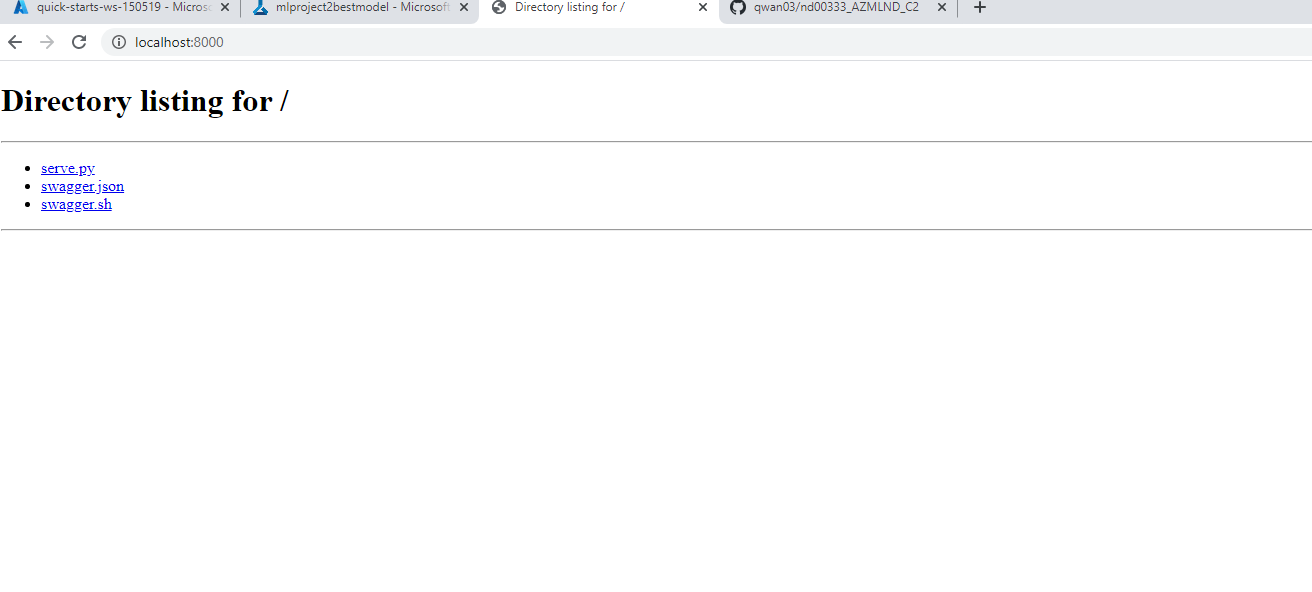 quick-starts-ws-150519 - Micros
mlproject2bestmodel - Microsoft
Directory listing for /
qwan03/nd00333_AZMLND_C2
localhost:8000
Directory listing for /
serve.py
swagger.json
swagger.sh